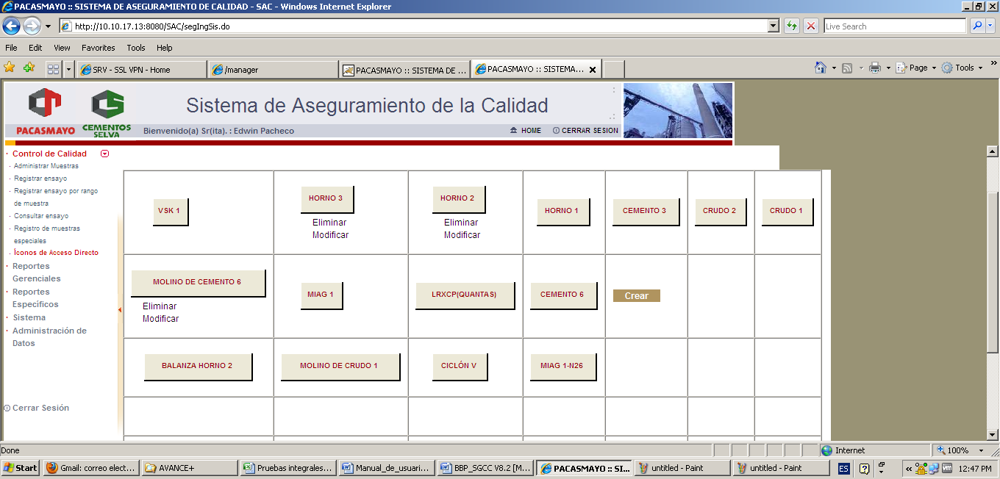 PACASMAYO :: SISTEMA DE ASEGURAMIENTO DE CALIDAD - SAC - Windows Internet Explorer
http://10.10.17.13:8080/SAC/segIngSis.do
Live Search
File Edit View Favorites Tools Help
SRV - SSL VPN - Home
/manager
PACASMAYO :: SISTEMA DE ...
PACASMAYO :: SISTEMA...
Page
Tools
»
PACASMAYO
CEMENTOS
SELVA
Sistema de Aseguramiento de la Calidad
Bienvenido(a) Sr(ita). : Edwin Pacheco
HOME
CERRAR SESION
· Control de Calidad
· Administrar Muestras
· Registrar ensayo
· Registrar ensayo por rango
de muestra
· Consultar ensayo
· Registro de muestras
especiales
· Íconos de Acceso Directo
· Reportes
Gerenciales
· Reportes
Específicos
· Sistema
· Administración de
Datos
Cerrar Sesión
VSK 1
HORNO 3
Eliminar
Modificar
HORNO 2
Eliminar
Modificar
HORNO 1
CEMENTO 3
CRUDO 2
CRUDO 1
MOLINO DE CEMENTO 6
Eliminar
Modificar
MIAG 1
LRXCP(QUANTAS)
CEMENTO 6
Crear
BALANZA HORNO 2
MOLINO DE CRUDO 1
CICLÓN V
MIAG 1-N26
Done
Internet
100%
Start
Gmail: correo elect...
AVANCE+
Pruebas integrales...
Manual_de_usuari...
BBP_SGCC V8.2 [M...
PACASMAYO :: SI...
untitled - Paint
untitled - Paint
ES
«
12:47 PM